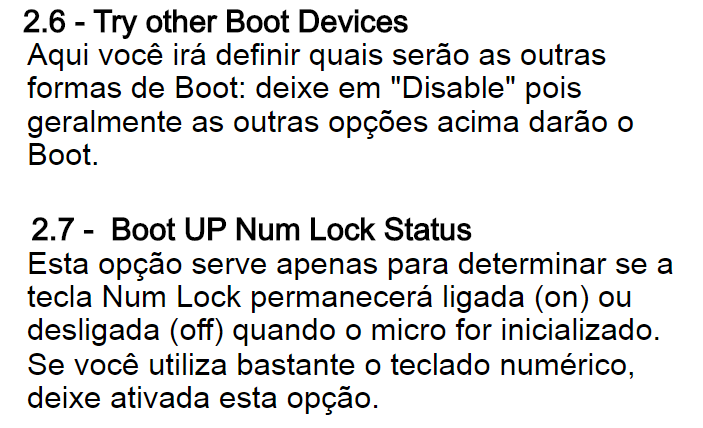 2.6 - Try other Boot Devices
Aqui você irá definir quais serão as outras
formas de Boot: deixe em "Disable" pois
geralmente as outras opções acima darão o
Boot.
2.7 -  Boot UP Num Lock Status
Esta opção serve apenas para determinar se a
tecla Num Lock permanecerá ligada (on) ou
desligada (off) quando o micro for inicializado.
Se você utiliza bastante o teclado numérico,
deixe ativada esta opção.